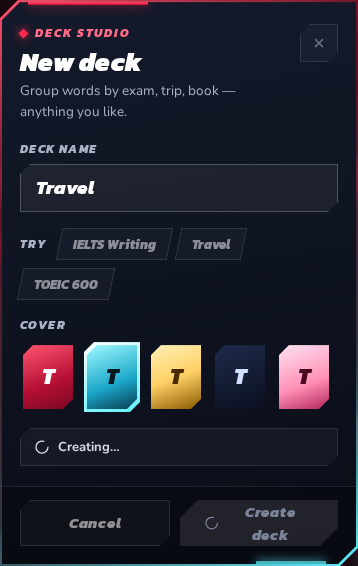 DECK STUDIO
New deck
Group words by exam, trip, book —
anything you like.
DECK NAME
Travel
TRY IELTS Writing Travel
TOEIC 600
COVER
T T T T T
Creating...
Cancel
Create
deck